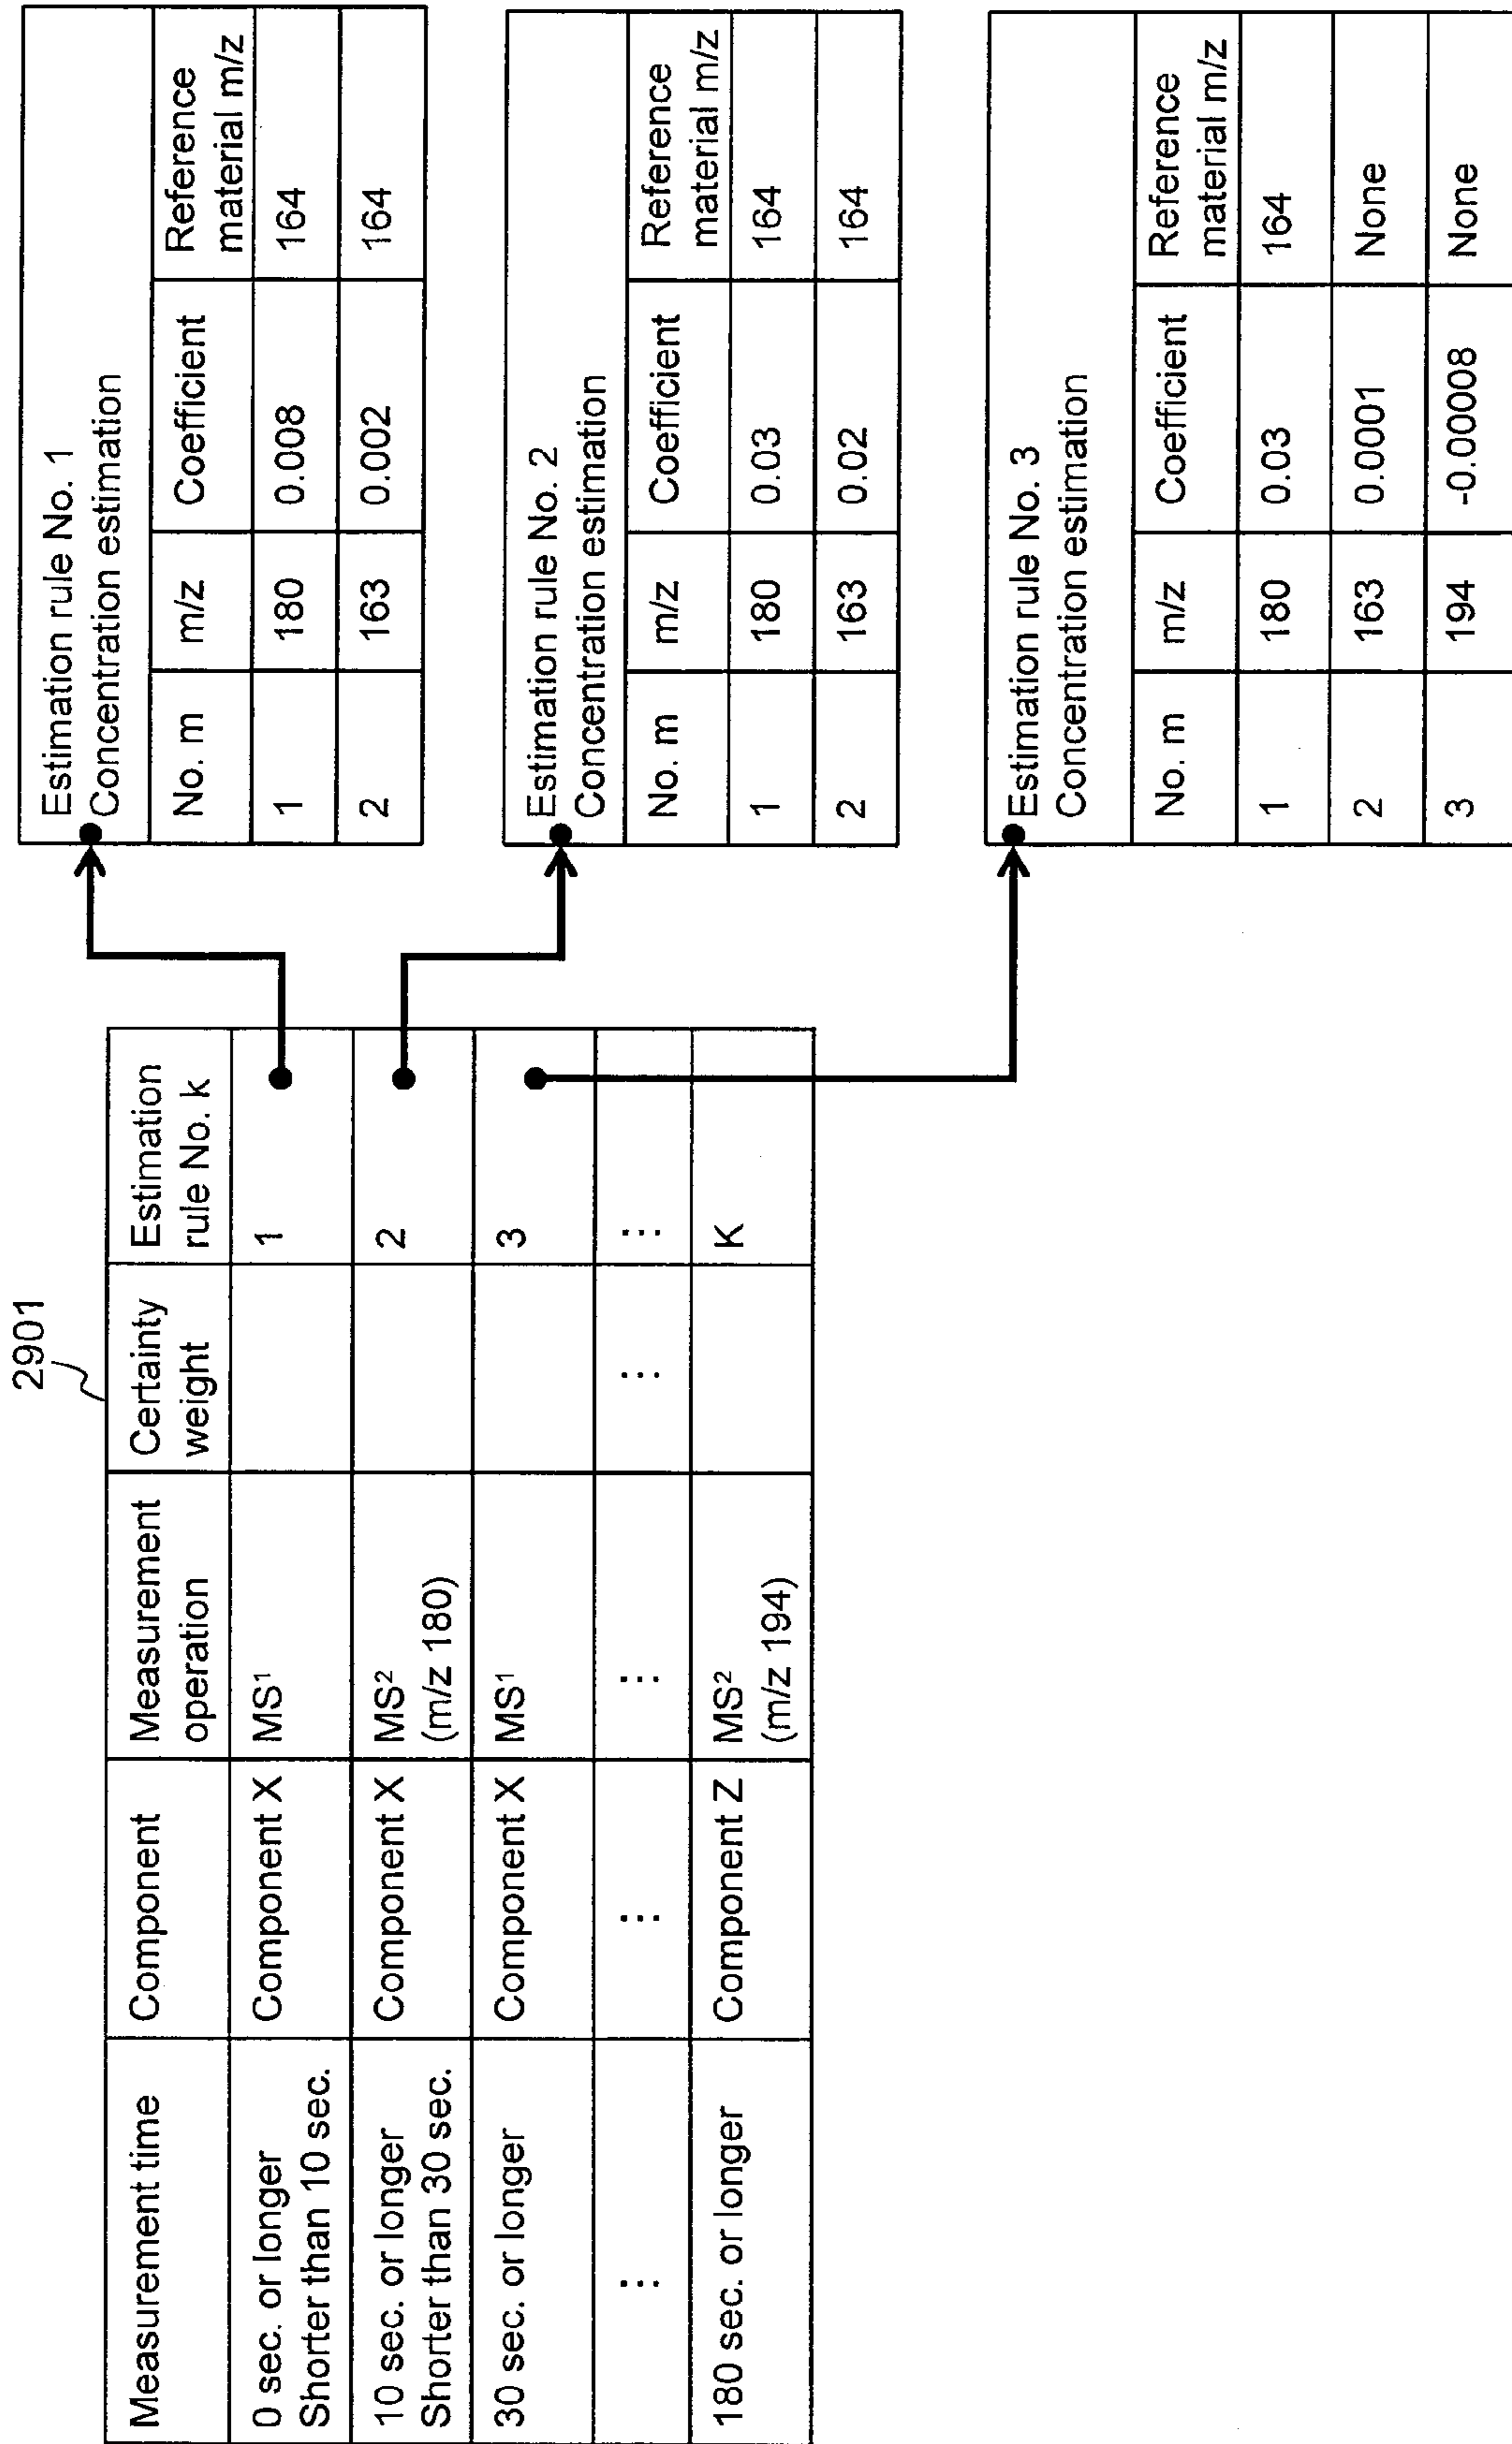 2901
Measurement time
Component
Measurement
operation
Certainty
weight
Estimation
rule No. k
0 sec. or longer
Shorter than 10 sec.
Component X
MS¹
1
10 sec. or longer
Shorter than 30 sec.
Component X
MS²
(m/z 180)
2
30 sec. or longer
Component X
MS¹
3
⋮
⋮
⋮
⋮
⋮
180 sec. or longer
Component Z
MS²
(m/z 194)
K
Estimation rule No. 1
Concentration estimation
No. m
m/z
Coefficient
Reference
material m/z
1
180
0.008
164
2
163
0.002
164
Estimation rule No. 2
Concentration estimation
No. m
m/z
Coefficient
Reference
material m/z
1
180
0.03
164
2
163
0.02
164
Estimation rule No. 3
Concentration estimation
No. m
m/z
Coefficient
Reference
material m/z
1
180
0.03
164
2
163
0.0001
None
3
194
-0.00008
None